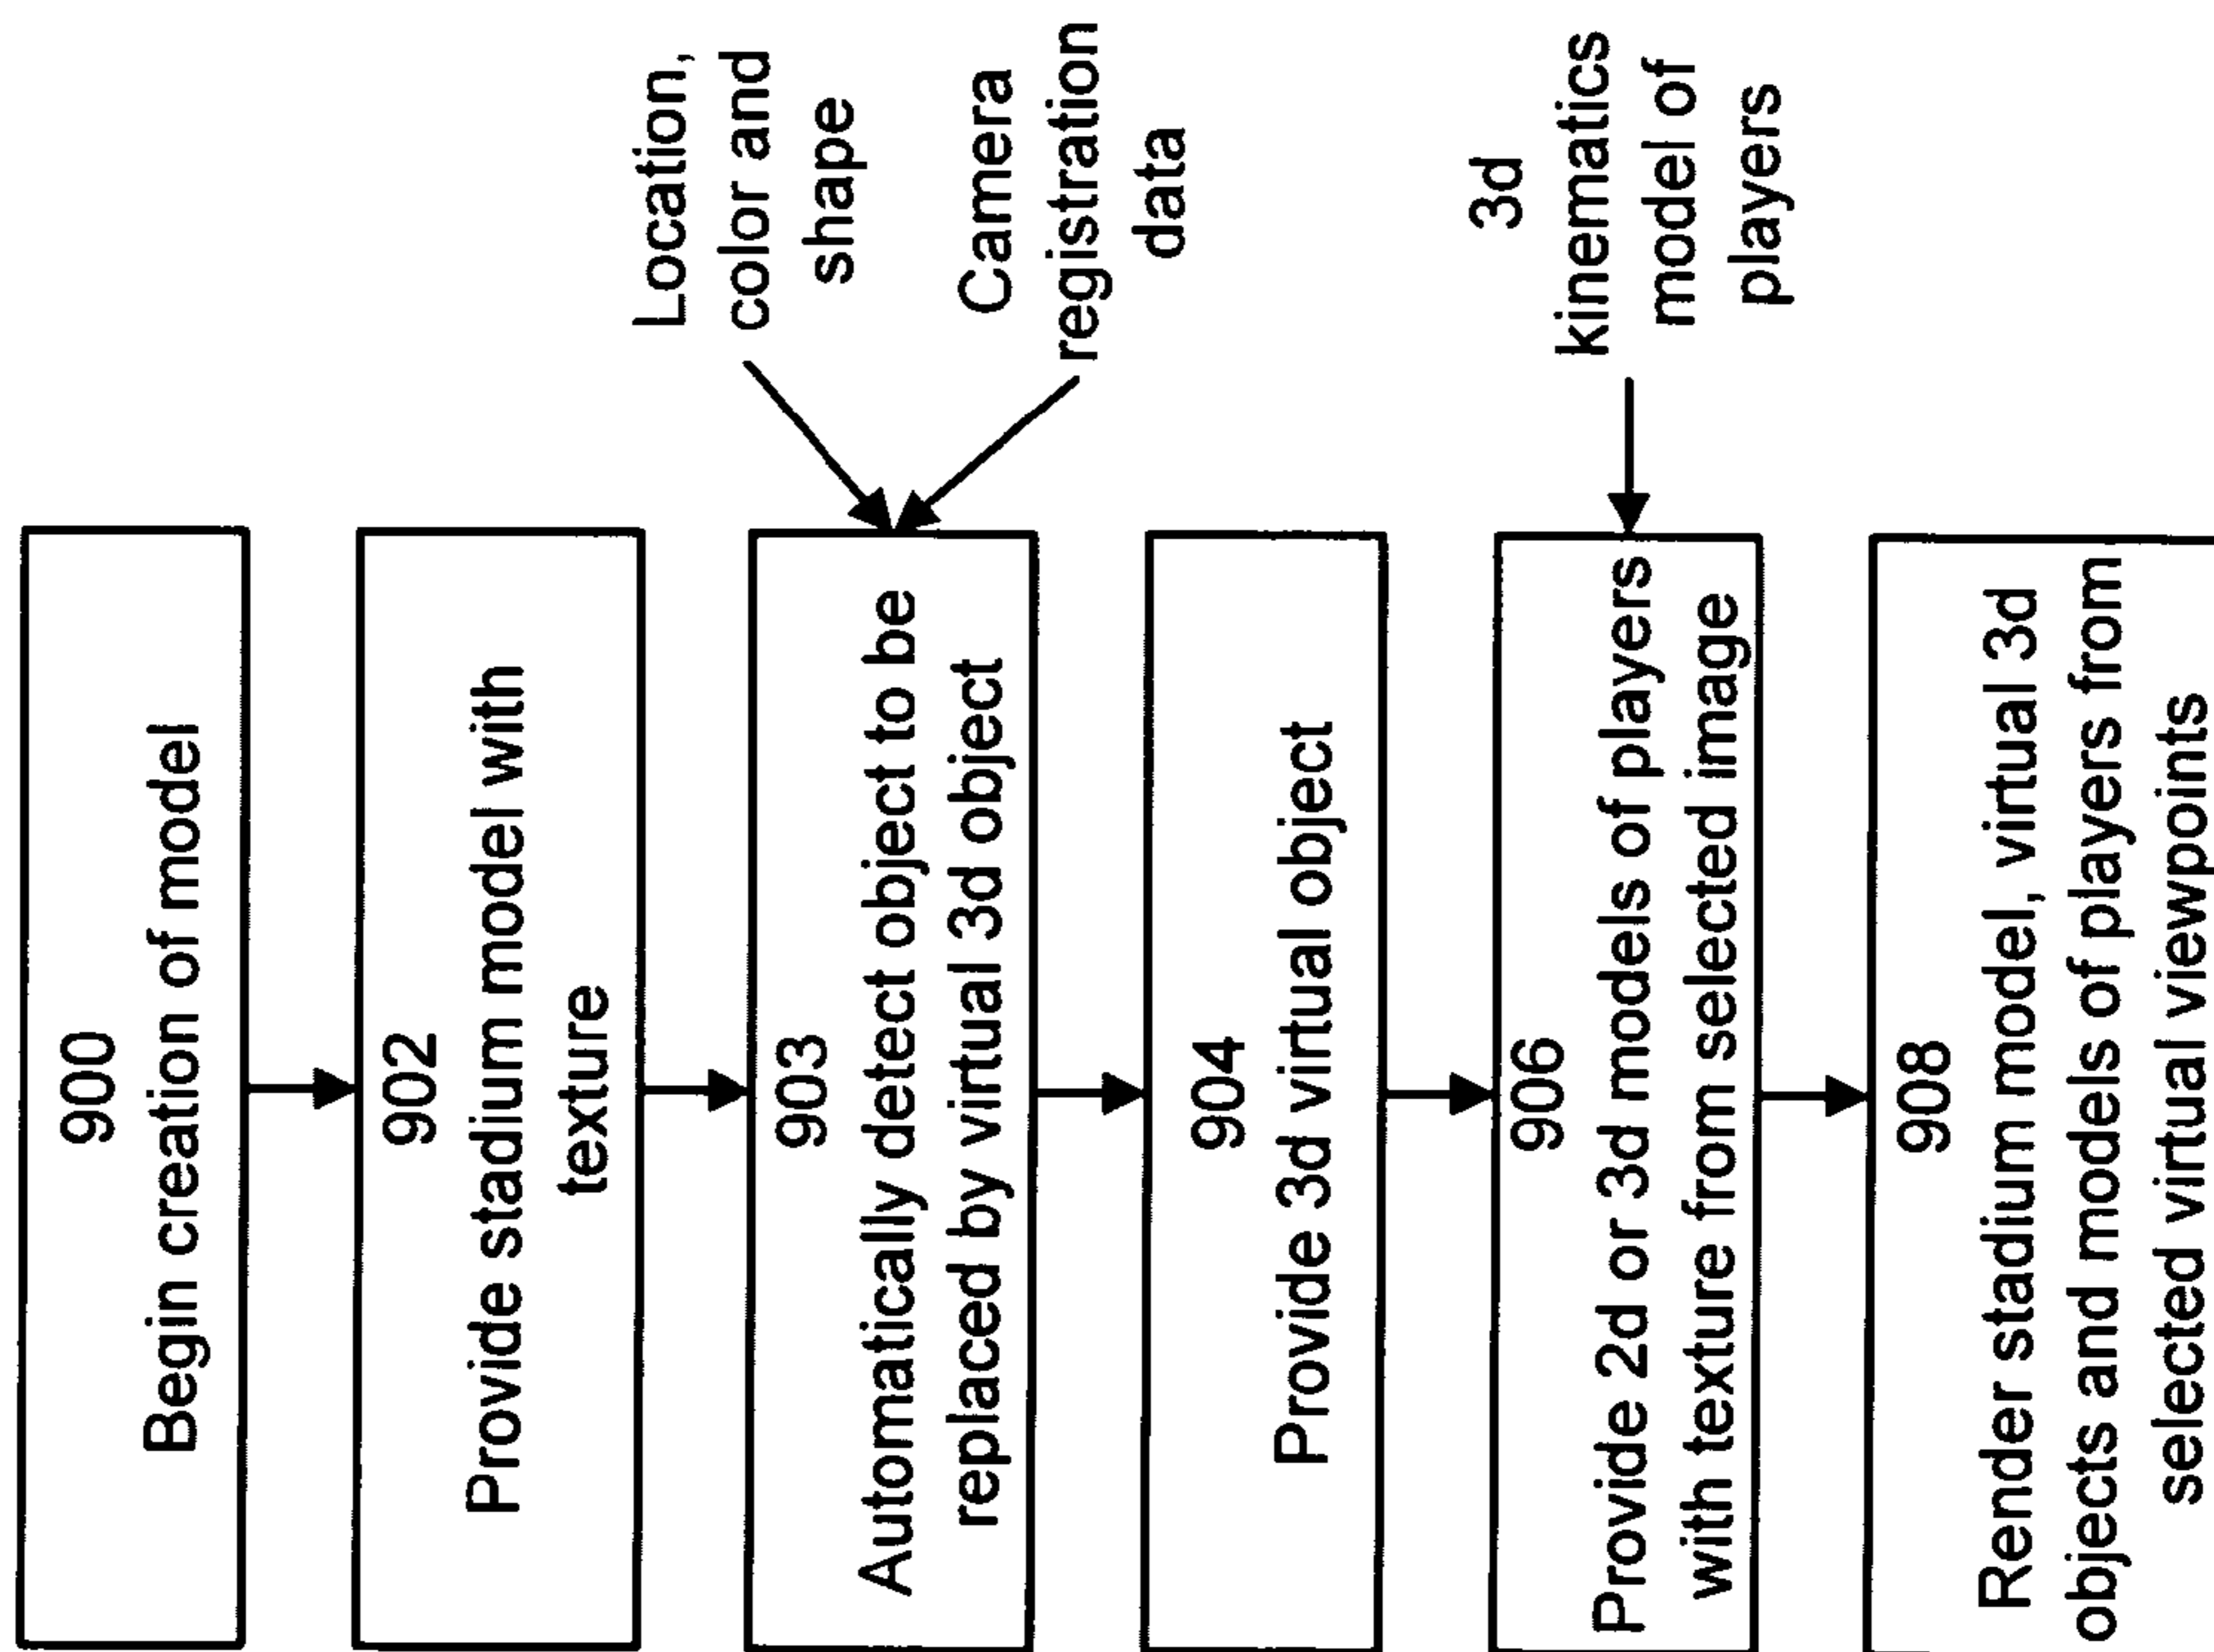 900
Begin creation of model
902
Provide stadium model with
texture
903
Automatically detect object to be
replaced by virtual 3d object
Location,
color and
shape
Camera
registration
data
904
Provide 3d virtual object
906
Provide 2d or 3d models of players
with texture from selected image
3d
kinematics
model of
players
908
Render stadium model, virtual 3d
objects and models of players from
selected virtual viewpoints